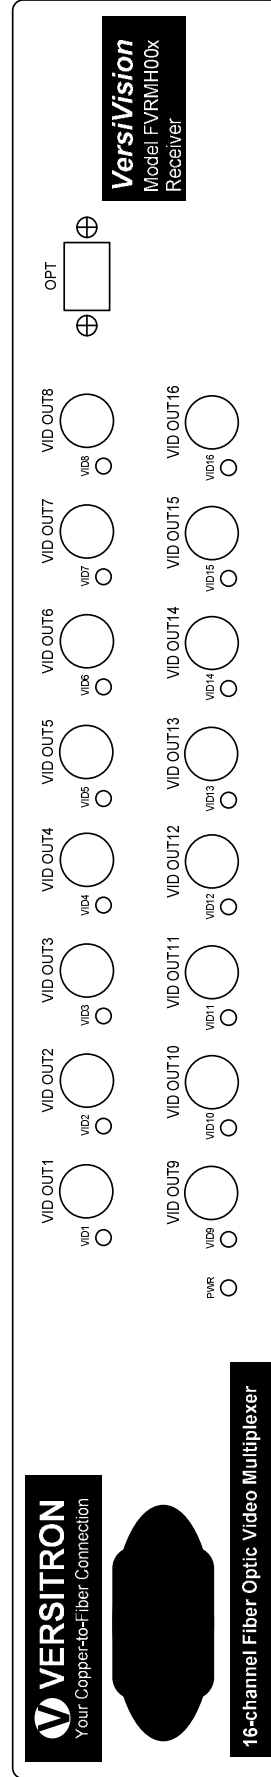 VERSITRON
Your Copper-to-Fiber Connection
16-channel Fiber Optic Video Multiplexer
VID OUT1 VID OUT2 VID OUT3 VID OUT4 VID OUT5 VID OUT6 VID OUT7 VID OUT8
VID1 VID2 VID3 VID4 VID5 VID6 VID7 VID8
VID OUT9 VID OUT10 VID OUT11 VID OUT12 VID OUT13 VID OUT14 VID OUT15 VID OUT16
PWR VID9 VID10 VID11 VID12 VID13 VID14 VID15 VID16
OPT
VersiVision
Model FVRMH00x
Receiver